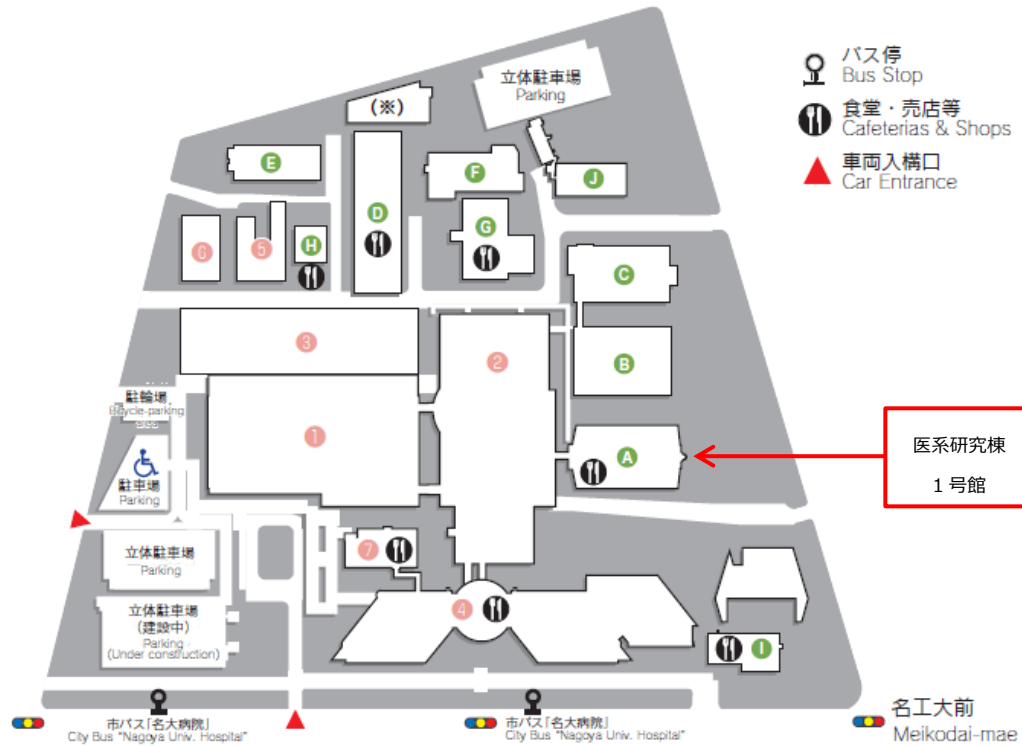 立体駐車場
Parking
バス停
Bus Stop
食堂・売店等
Cafeterias & Shops
車両入構口
Car Entrance
(※)
E
F
J
D
G
6
5
H
C
3
2
B
駐輪場
Bicycle-parking
area
1
A
医系研究棟
1号館
駐車場
Parking
7
立体駐車場
Parking
立体駐車場
(建設中)
Parking
(Under construction)
4
I
市バス「名大病院」
City Bus "Nagoya Univ. Hospital"
市バス「名大病院」
City Bus "Nagoya Univ. Hospital"
名工大前
Meikodai-mae